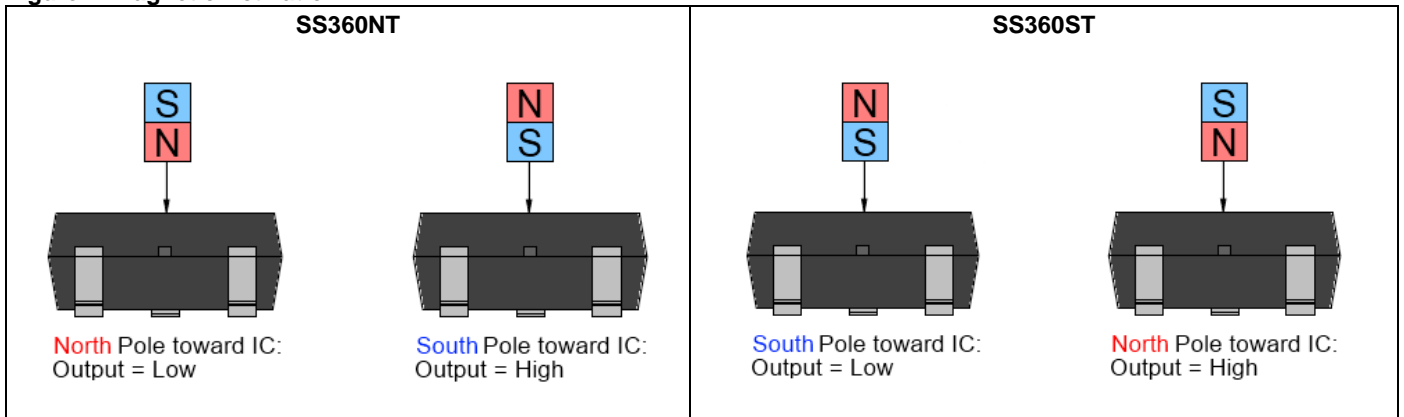 SS360NT
SS360ST
S
N
N
S
N
S
S
N
North Pole toward IC:
Output = Low
South Pole toward IC:
Output = High
South Pole toward IC:
Output = Low
North Pole toward IC:
Output = High